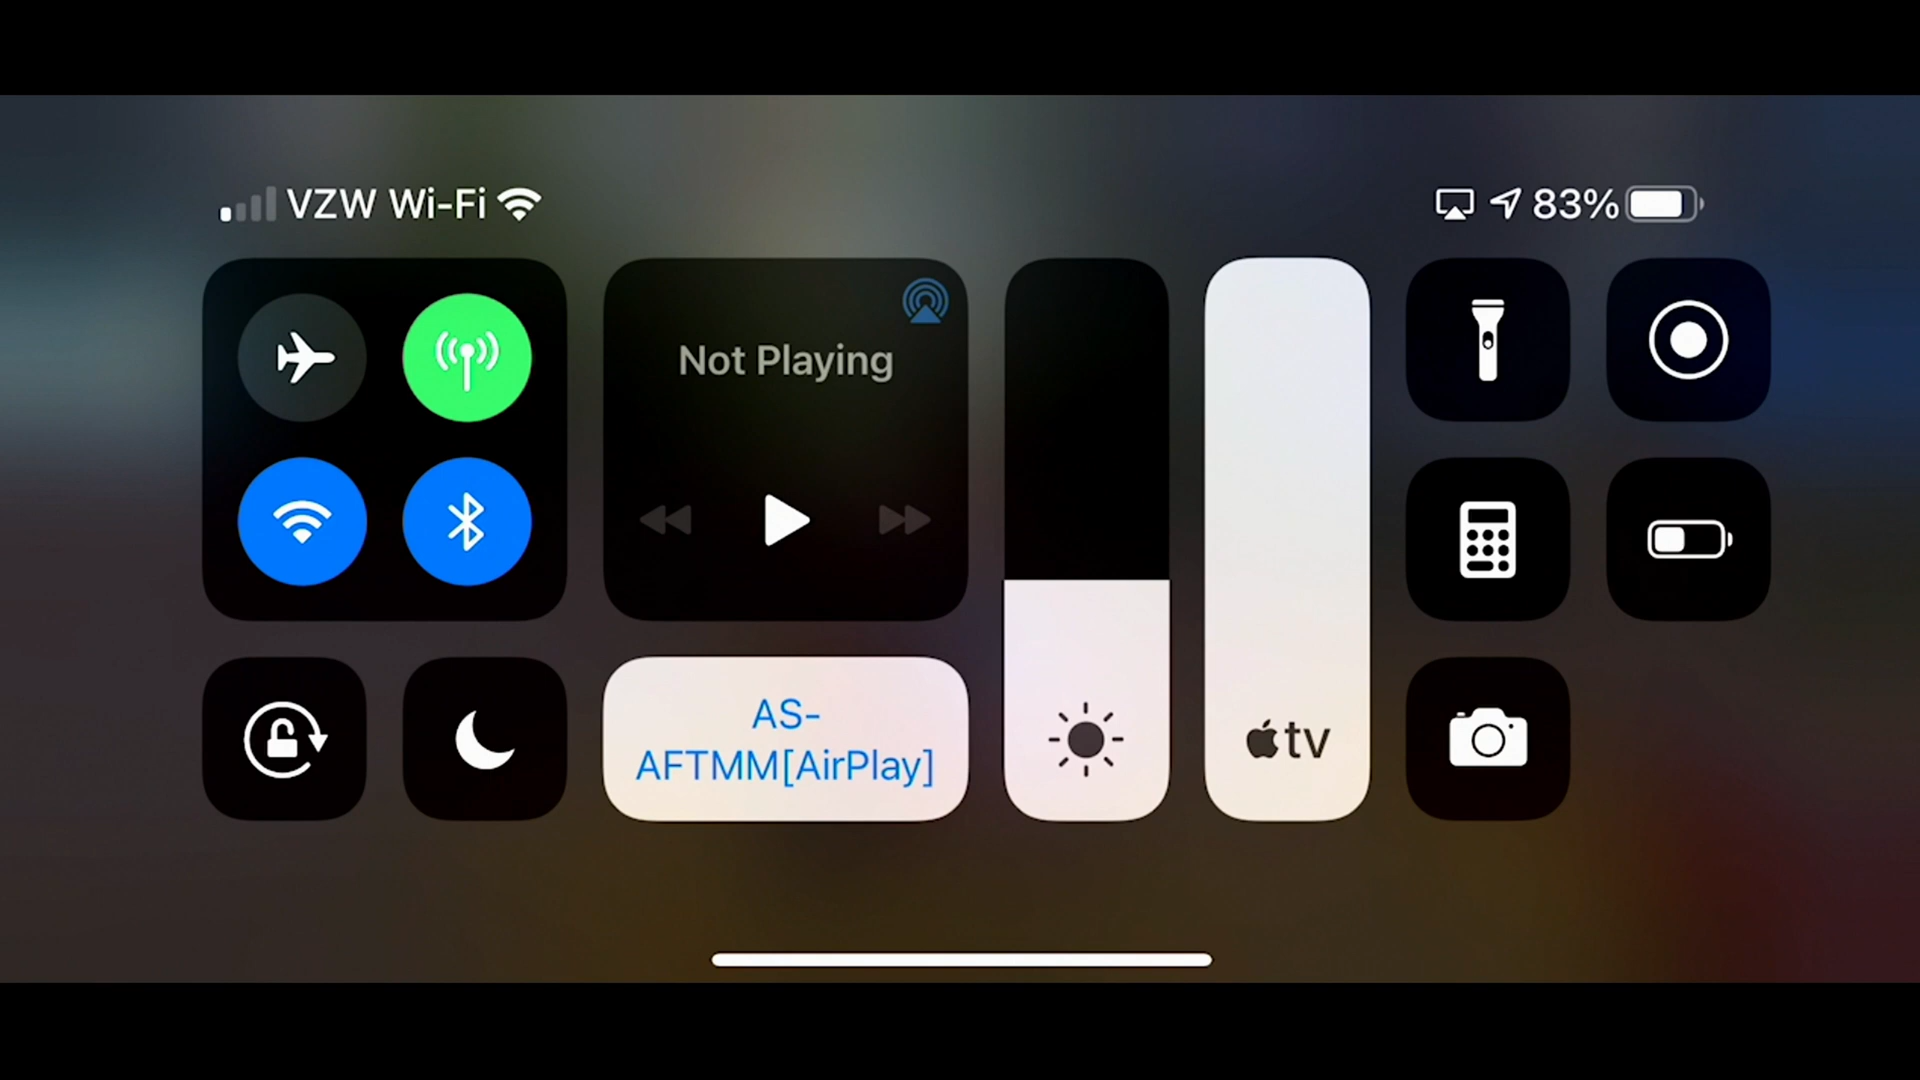 VZW Wi-Fi
83%
Not Playing
AS-
AFTMM[AirPlay]
tv